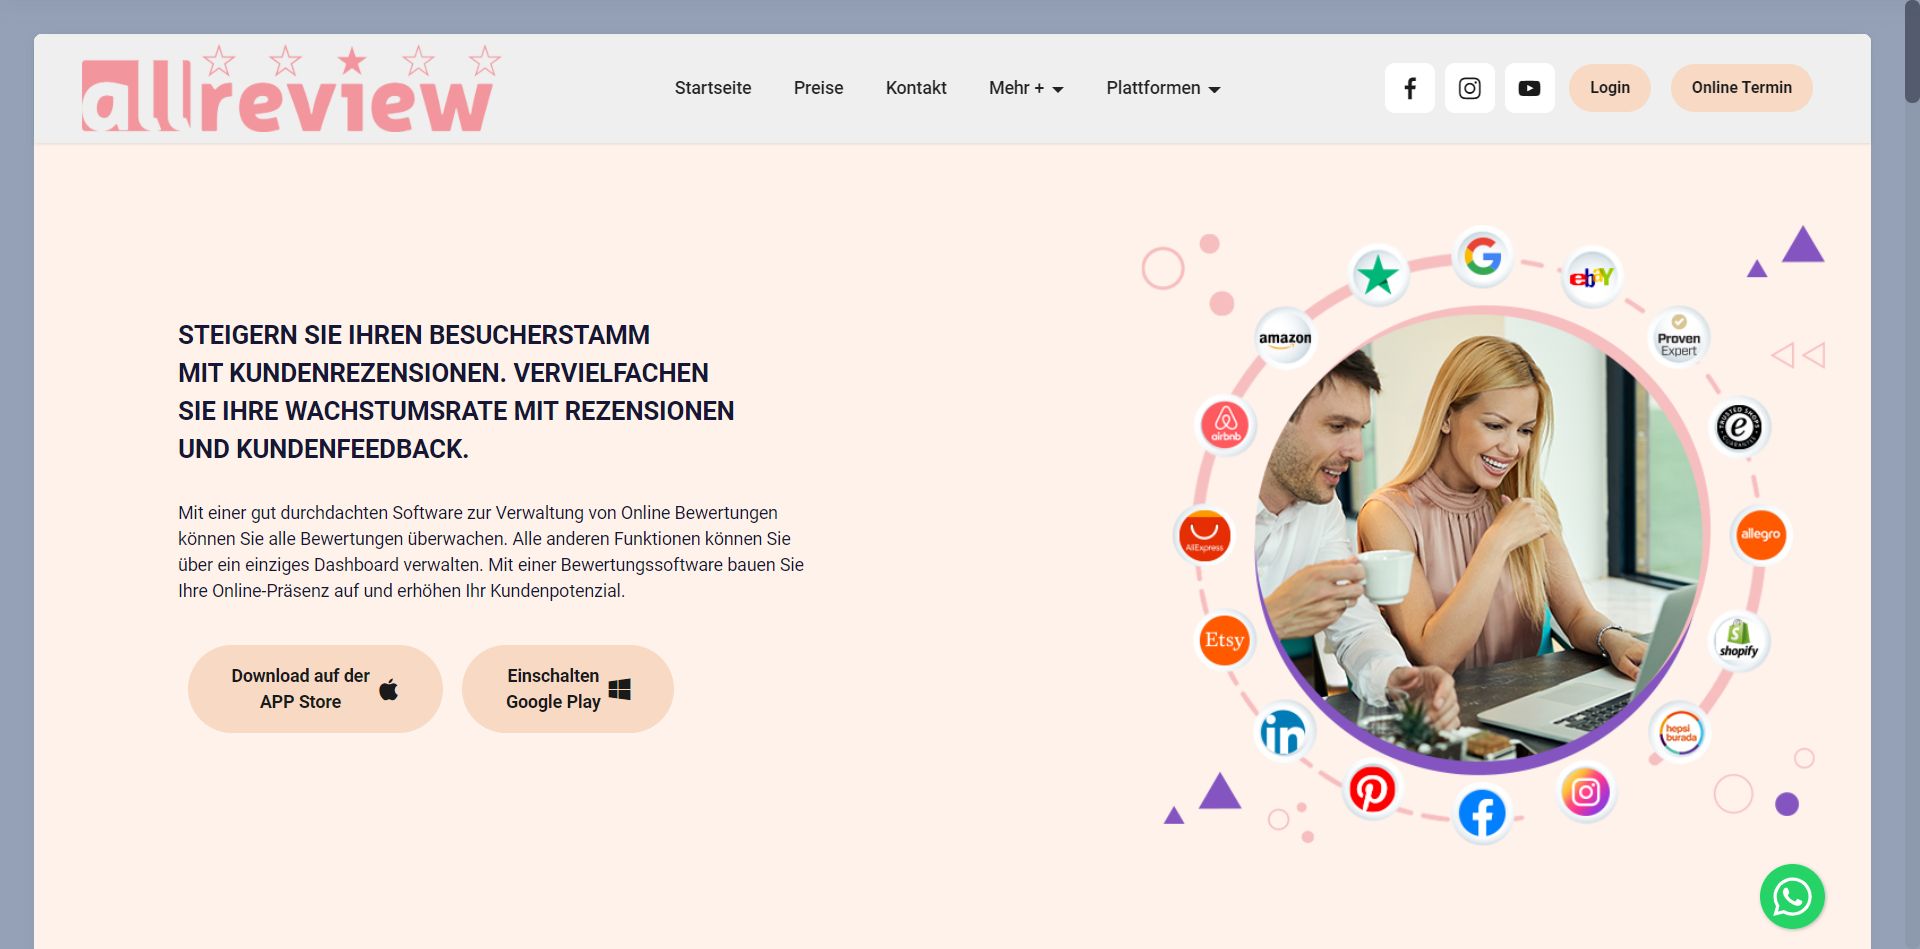 allreview
Startseite
Preise
Kontakt
Mehr +
Plattformen
Login
Online Termin
STEIGERN SIE IHREN BESUCHERSTAMM
MIT KUNDENREZENSIONEN. VERVIELFACHEN
SIE IHRE WACHSTUMSRATE MIT REZENSIONEN
UND KUNDENFEEDBACK.
Mit einer gut durchdachten Software zur Verwaltung von Online Bewertungen
können Sie alle Bewertungen überwachen. Alle anderen Funktionen können Sie
über ein einziges Dashboard verwalten. Mit einer Bewertungssoftware bauen Sie
Ihre Online-Präsenz auf und erhöhen Ihr Kundenpotenzial.
Download auf der
APP Store
Einschalten
Google Play
G
ebay
amazon
Proven
Expert
airbnb
TRUSTED SHOPS
e
GUARANTEE
AliExpress
allegro
Etsy
shopify
in
hepsi
burada